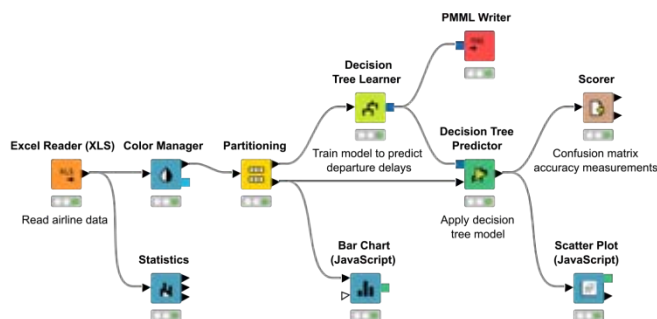 PMML Writer
Decision
Tree Learner
Scorer
Excel Reader (XLS)
Color Manager
Partitioning
Decision Tree
Predictor
Train model to predict
departure delays
Confusion matrix
accuracy measurements
XLS
Read airline data
Apply decision
tree model
Statistics
Bar Chart
(JavaScript)
Scatter Plot
(JavaScript)